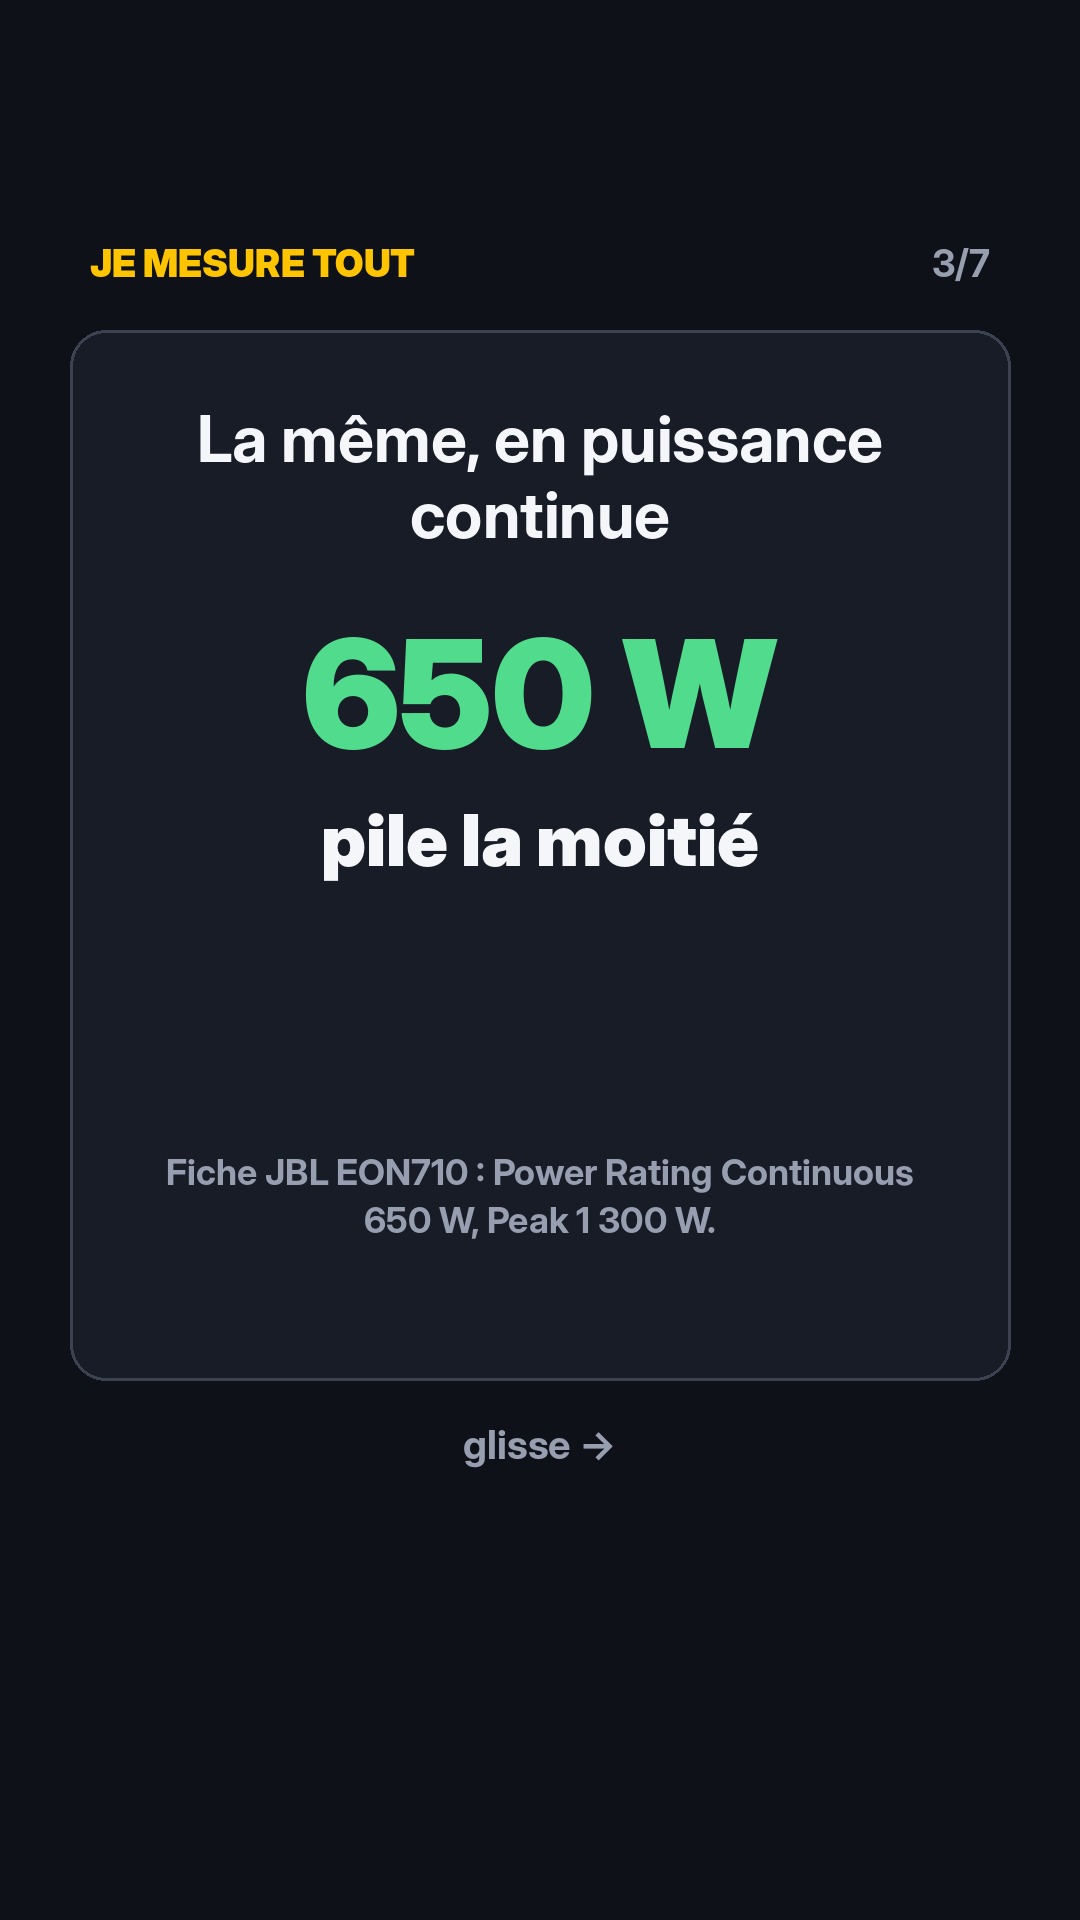 JE MESURE TOUT
3/7
La même, en puissance
continue
650 W
pile la moitié
Fiche JBL EON710 : Power Rating Continuous
650 W, Peak 1 300 W.
glisse →